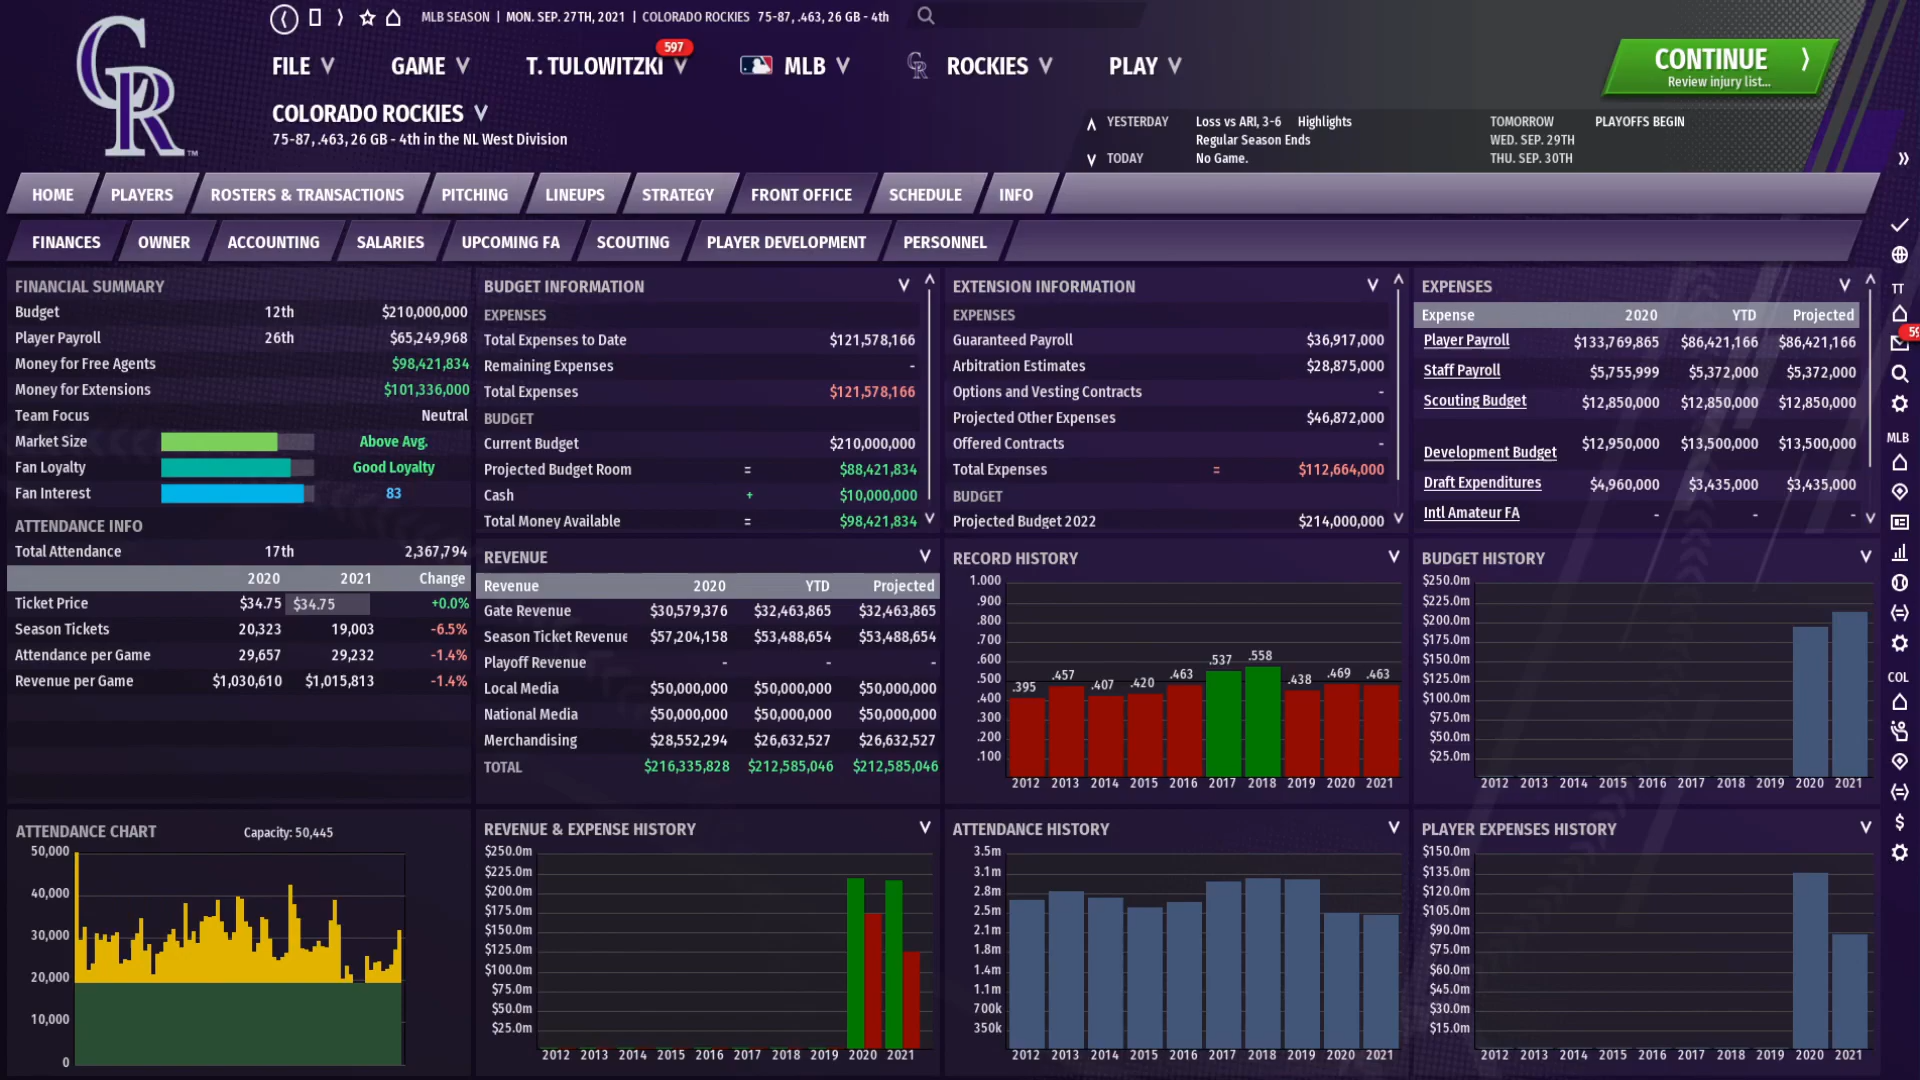 MLB SEASON | MON. SEP. 27TH, 2021 | COLORADO ROCKIES 75-87, .463, 26 GB - 4th
FILE GAME T. TULOWITZKI 597 MLB ROCKIES PLAY
CONTINUE
Review injury list...
COLORADO ROCKIES
75-87, .463, 26 GB - 4th in the NL West Division
YESTERDAY Loss vs ARI, 3-6 Highlights
Regular Season Ends
TODAY No Game.
TOMORROW PLAYOFFS BEGIN
WED. SEP. 29TH
THU. SEP. 30TH
CR
TM
HOME PLAYERS ROSTERS & TRANSACTIONS PITCHING LINEUPS STRATEGY FRONT OFFICE SCHEDULE INFO
FINANCES OWNER ACCOUNTING SALARIES UPCOMING FA SCOUTING PLAYER DEVELOPMENT PERSONNEL
FINANCIAL SUMMARY
Budget 12th $210,000,000
Player Payroll 26th $65,249,968
Money for Free Agents $98,421,834
Money for Extensions $101,336,000
Team Focus Neutral
Market Size Above Avg.
Fan Loyalty Good Loyalty
Fan Interest 83
ATTENDANCE INFO
Total Attendance 17th 2,367,794
2020 2021 Change
Ticket Price $34.75 $34.75 +0.0%
Season Tickets 20,323 19,003 -6.5%
Attendance per Game 29,657 29,232 -1.4%
Revenue per Game $1,030,610 $1,015,813 -1.4%
BUDGET INFORMATION
EXPENSES
Total Expenses to Date $121,578,166
Remaining Expenses -
Total Expenses $121,578,166
BUDGET
Current Budget $210,000,000
Projected Budget Room = $88,421,834
Cash + $10,000,000
Total Money Available = $98,421,834
EXTENSION INFORMATION
EXPENSES
Guaranteed Payroll $36,917,000
Arbitration Estimates $28,875,000
Options and Vesting Contracts -
Projected Other Expenses $46,872,000
Offered Contracts -
Total Expenses = $112,664,000
BUDGET
Projected Budget 2022 $214,000,000
EXPENSES
Expense 2020 YTD Projected
Player Payroll $133,769,865 $86,421,166 $86,421,166
Staff Payroll $5,755,999 $5,372,000 $5,372,000
Scouting Budget $12,850,000 $12,850,000 $12,850,000
Development Budget $12,950,000 $13,500,000 $13,500,000
Draft Expenditures $4,960,000 $3,435,000 $3,435,000
Intl Amateur FA - - -
REVENUE
Revenue 2020 YTD Projected
Gate Revenue $30,579,376 $32,463,865 $32,463,865
Season Ticket Revenue $57,204,158 $53,488,654 $53,488,654
Playoff Revenue - - -
Local Media $50,000,000 $50,000,000 $50,000,000
National Media $50,000,000 $50,000,000 $50,000,000
Merchandising $28,552,294 $26,632,527 $26,632,527
TOTAL $216,335,828 $212,585,046 $212,585,046
RECORD HISTORY
1.000
.900
.800
.700
.600
.500
.400
.300
.200
.100
.395 .457 .407 .420 .463 .537 .558 .438 .469 .463
2012 2013 2014 2015 2016 2017 2018 2019 2020 2021
BUDGET HISTORY
$250.0m
$225.0m
$200.0m
$175.0m
$150.0m
$125.0m
$100.0m
$75.0m
$50.0m
$25.0m
2012 2013 2014 2015 2016 2017 2018 2019 2020 2021
ATTENDANCE CHART Capacity: 50,445
50,000
40,000
30,000
20,000
10,000
0
REVENUE & EXPENSE HISTORY
$250.0m
$225.0m
$200.0m
$175.0m
$150.0m
$125.0m
$100.0m
$75.0m
$50.0m
$25.0m
2012 2013 2014 2015 2016 2017 2018 2019 2020 2021
ATTENDANCE HISTORY
3.5m
3.1m
2.8m
2.5m
2.1m
1.8m
1.4m
1.1m
700k
350k
2012 2013 2014 2015 2016 2017 2018 2019 2020 2021
PLAYER EXPENSES HISTORY
$150.0m
$135.0m
$120.0m
$105.0m
$90.0m
$75.0m
$60.0m
$45.0m
$30.0m
$15.0m
2012 2013 2014 2015 2016 2017 2018 2019 2020 2021
TT
59
MLB
COL
$